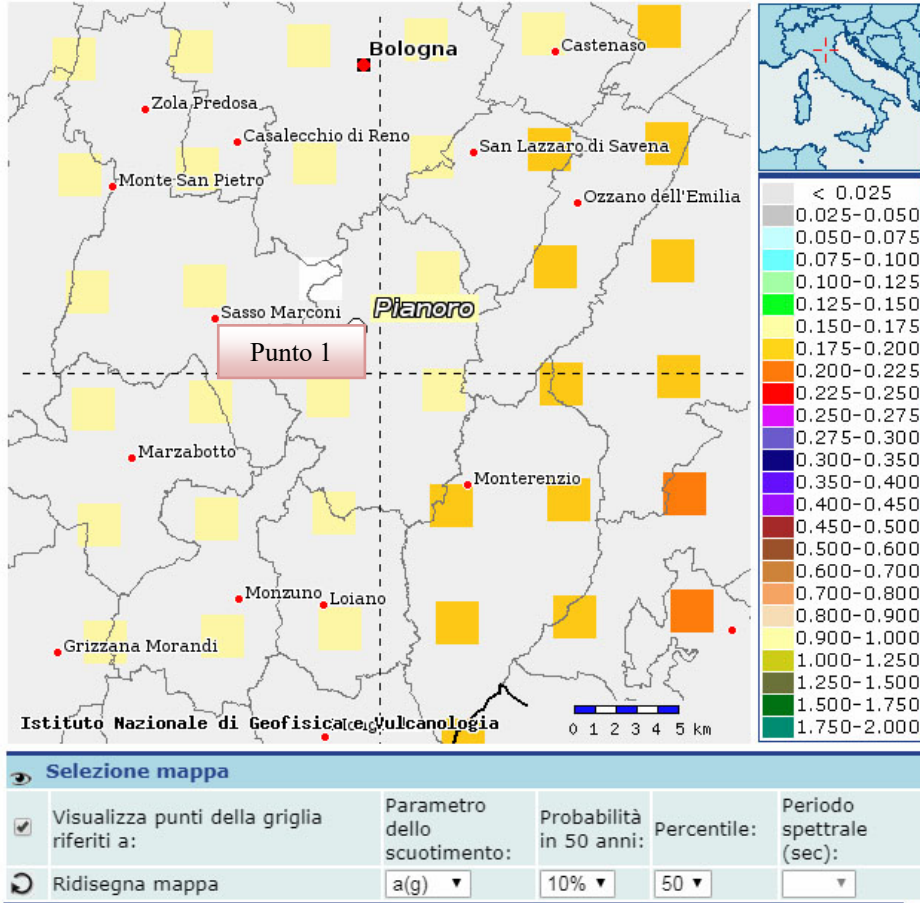 Bologna
Castenaso
Zola Predosa
Casalecchio di Reno
San Lazzaro di Savena
Monte San Pietro
Ozzano dell'Emilia
Pianoro
Sasso Marconi
Punto 1
Marzabotto
Monterenzio
Monzuno
Loiano
Grizzana Morandi
Istituto Nazionale di Geofisica e Vulcanologia
0 1 2 3 4 5 km
< 0.025
0.025-0.050
0.050-0.075
0.075-0.100
0.100-0.125
0.125-0.150
0.150-0.175
0.175-0.200
0.200-0.225
0.225-0.250
0.250-0.275
0.275-0.300
0.300-0.350
0.350-0.400
0.400-0.450
0.450-0.500
0.500-0.600
0.600-0.700
0.700-0.800
0.800-0.900
0.900-1.000
1.000-1.250
1.250-1.500
1.500-1.750
1.750-2.000
Selezione mappa
Visualizza punti della griglia
riferiti a:
Parametro
dello
scuotimento:
Probabilità
in 50 anni:
Percentile:
Periodo
spettrale
(sec):
Ridisegna mappa
a(g)
10%
50